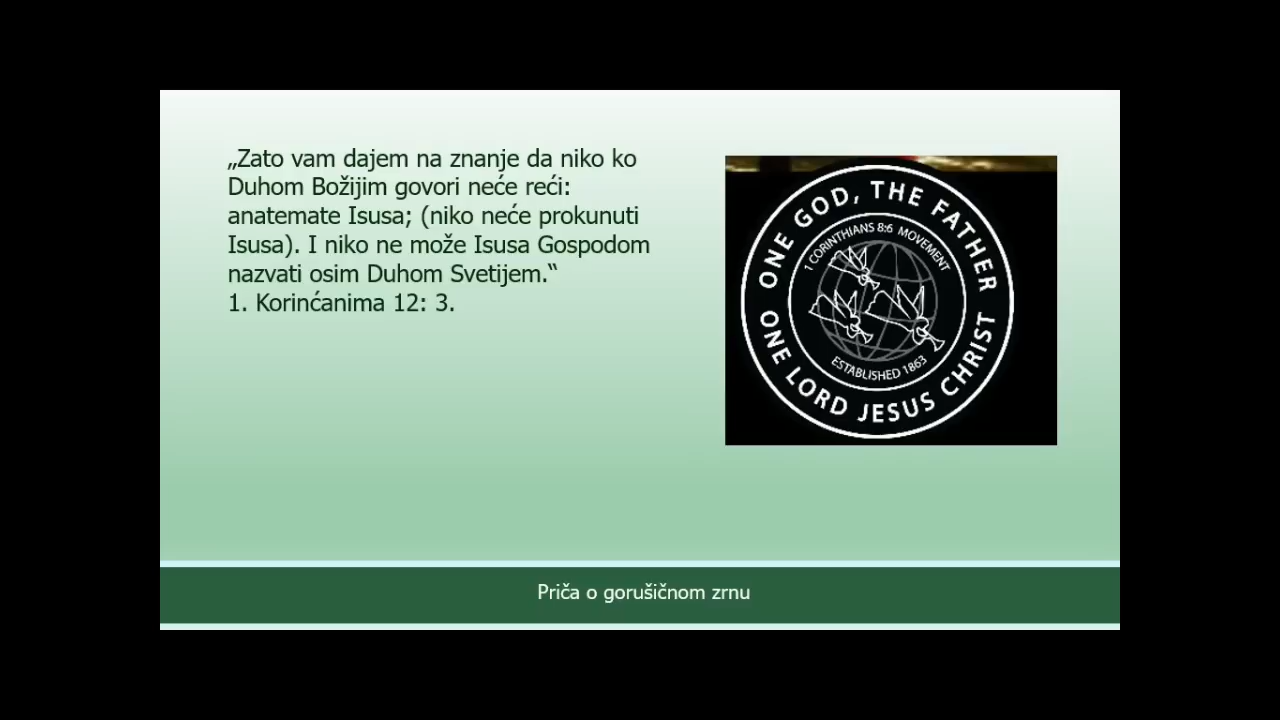 „Zato vam dajem na znanje da niko ko
Duhom Božijim govori neće reći:
anatemate Isusa; (niko neće prokunuti
Isusa). I niko ne može Isusa Gospodom
nazvati osim Duhom Svetijem.“
1. Korinćanima 12: 3.
ONE GOD, THE FATHER
1 CORINTHIANS 8:6 MOVEMENT
ESTABLISHED 1863
ONE LORD JESUS CHRIST
Priča o gorušičnom zrnu